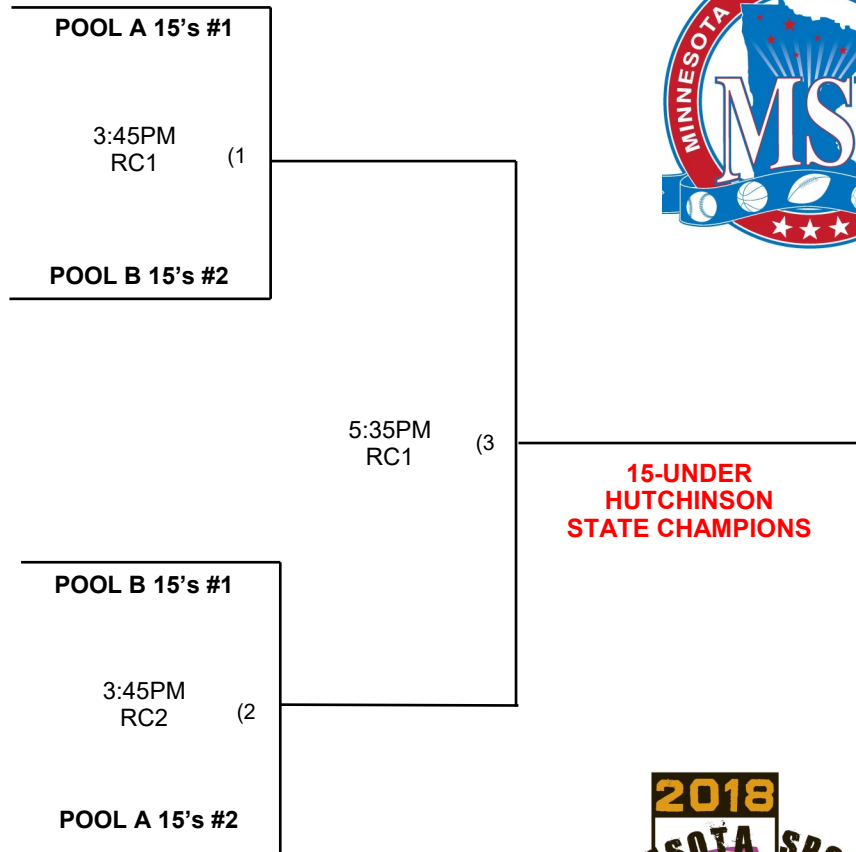 POOL A 15's #1
MINNESOTA
3:45PM
RC1
(1
POOL B 15's #2
5:35PM
RC1
(3
15-UNDER
HUTCHINSON
STATE CHAMPIONS
POOL B 15's #1
3:45PM
RC2
(2
2018
POOL A 15's #2